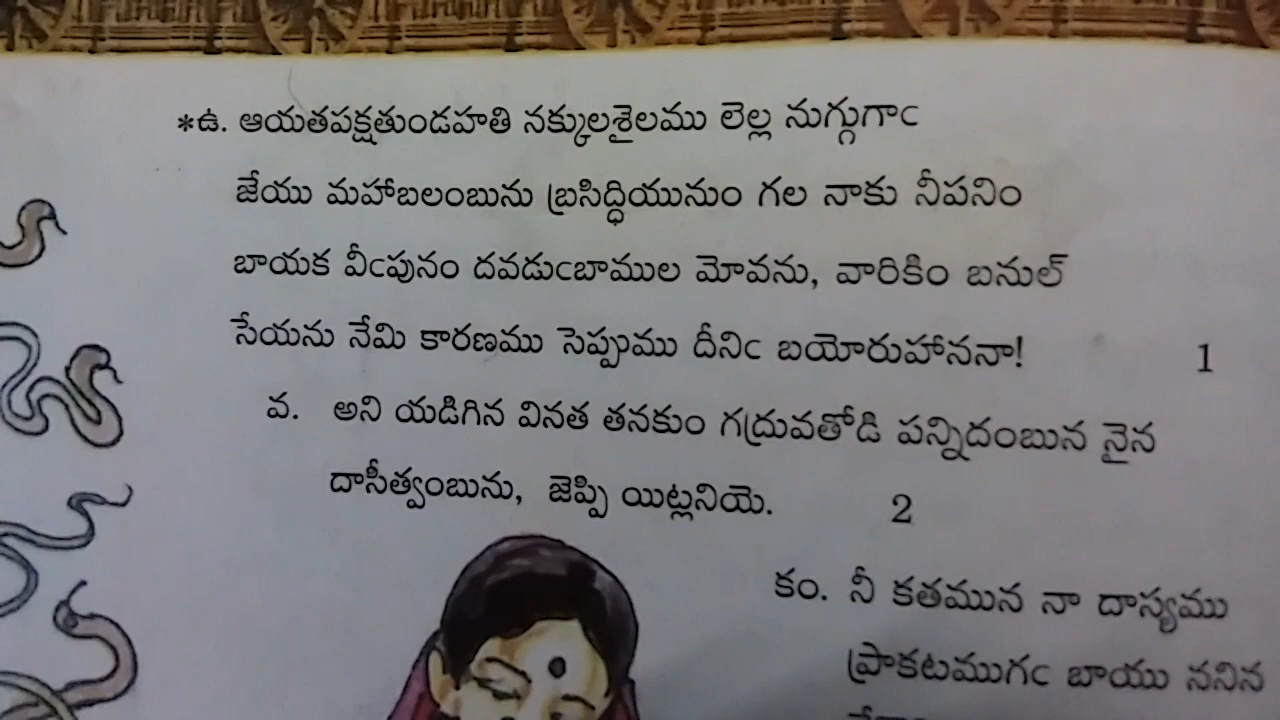 *ఉ. ఆయతపక్షతుండహతి నక్కులశైలము లెల్ల నుగ్గుగాఁ
జేయు మహాబలంబును బ్రసిద్ధియునుం గల నాకు నీపనిం
బాయక వీఁపునం దవడుఁబాముల మోవను, వారికిం బనుల్
సేయను నేమి కారణము సెప్పుము దీనిఁ బయోరుహాననా! 1
వ. అని యడిగిన వినత తనకుం గద్రువతోడి పన్నిదంబున నైన
దాసీత్వంబును, జెప్పి యిట్లనియె. 2
కం. నీ కతమున నా దాస్యము
ప్రాకటముగఁ బాయు ననిన